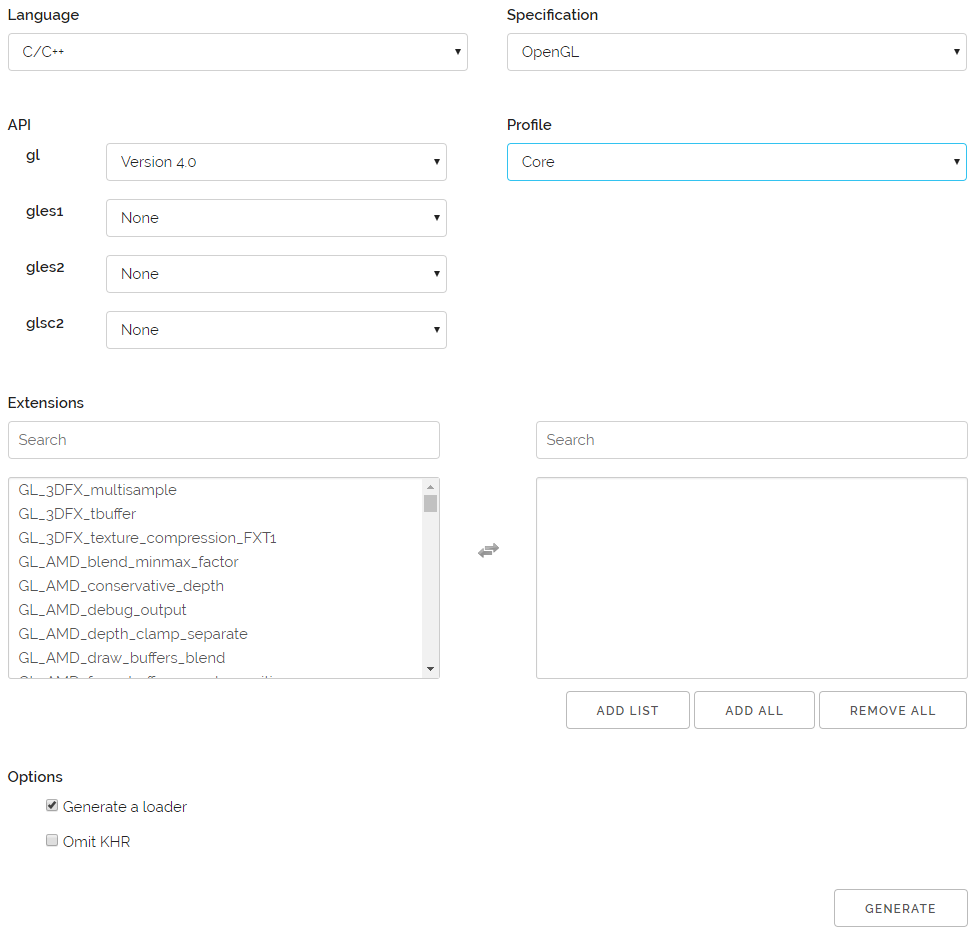 Language
Specification
C/C++
OpenGL
API
Profile
gl
Version 4.0
Core
gles1
None
gles2
None
glsc2
None
Extensions
Search
Search
GL_3DFX_multisample
GL_3DFX_tbuffer
GL_3DFX_texture_compression_FXT1
GL_AMD_blend_minmax_factor
GL_AMD_conservative_depth
GL_AMD_debug_output
GL_AMD_depth_clamp_separate
GL_AMD_draw_buffers_blend
ADD LIST
ADD ALL
REMOVE ALL
Options
Generate a loader
Omit KHR
GENERATE